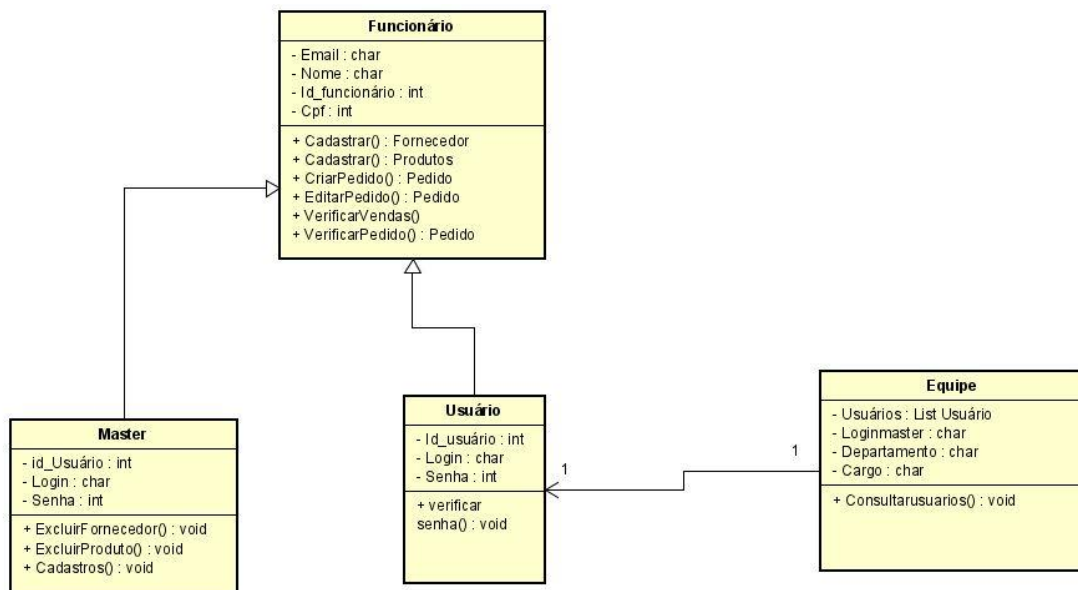 Funcionário
- Email : char
- Nome : char
- Id_funcionário : int
- Cpf : int
+ Cadastrar() : Fornecedor
+ Cadastrar() : Produtos
+ CriarPedido() : Pedido
+ EditarPedido() : Pedido
+ VerificarVendas()
+ VerificarPedido() : Pedido
Master
- id_Usuário : int
- Login : char
- Senha : int
+ ExcluirFornecedor() : void
+ ExcluirProduto() : void
+ Cadastros() : void
Usuário
- Id_usuário : int
- Login : char
- Senha : int
+ verificar
senha() : void
1
1
Equipe
- Usuários : List Usuário
- Loginmaster : char
- Departamento : char
- Cargo : char
+ Consultarusuarios() : void